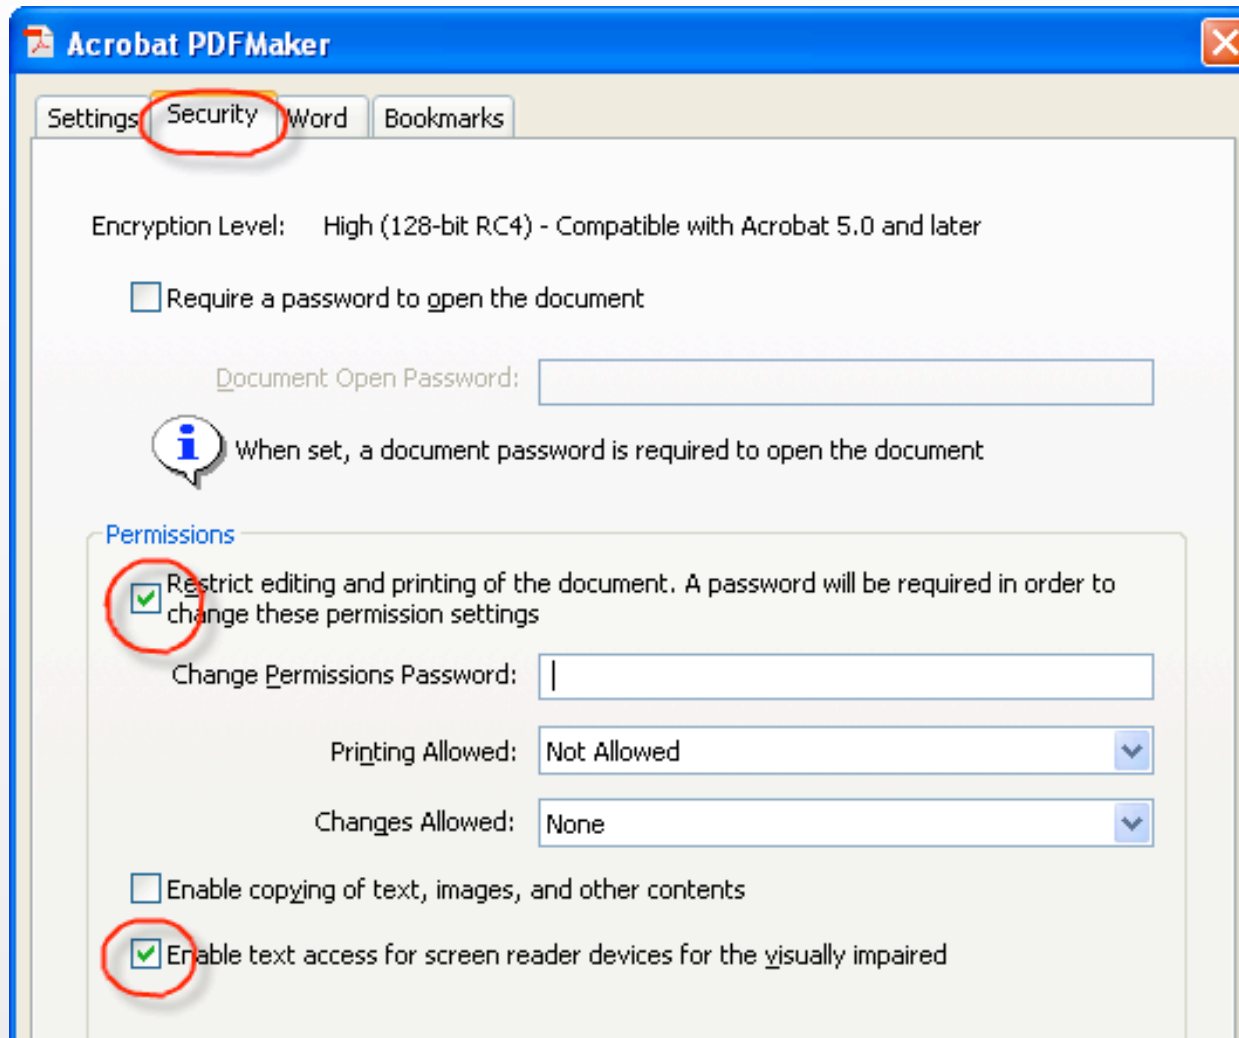 Acrobat PDFMaker
Settings Security Word Bookmarks
Encryption Level: High (128-bit RC4) - Compatible with Acrobat 5.0 and later
Require a password to open the document
Document Open Password:
When set, a document password is required to open the document
Permissions
Restrict editing and printing of the document. A password will be required in order to
change these permission settings
Change Permissions Password:
Printing Allowed: Not Allowed
Changes Allowed: None
Enable copying of text, images, and other contents
Enable text access for screen reader devices for the visually impaired